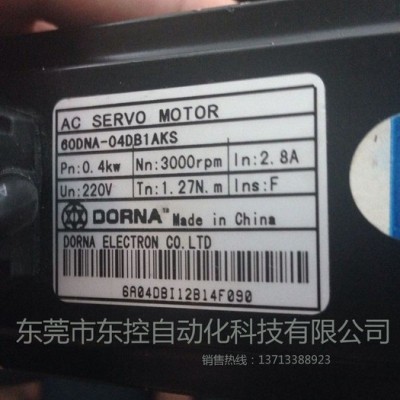 AC SERVO MOTOR
60DNA-04DB1AKS
Pn:0.4kw Nn:3000rpm In:2.8A
Un:220V Tn:1.27N.m Ins:F
DORNA™ Made in China
DORNA ELECTRON CO.LTD
6A04DBI12B14F090
东莞市东控自动化科技有限公司
销售热线：13713388923